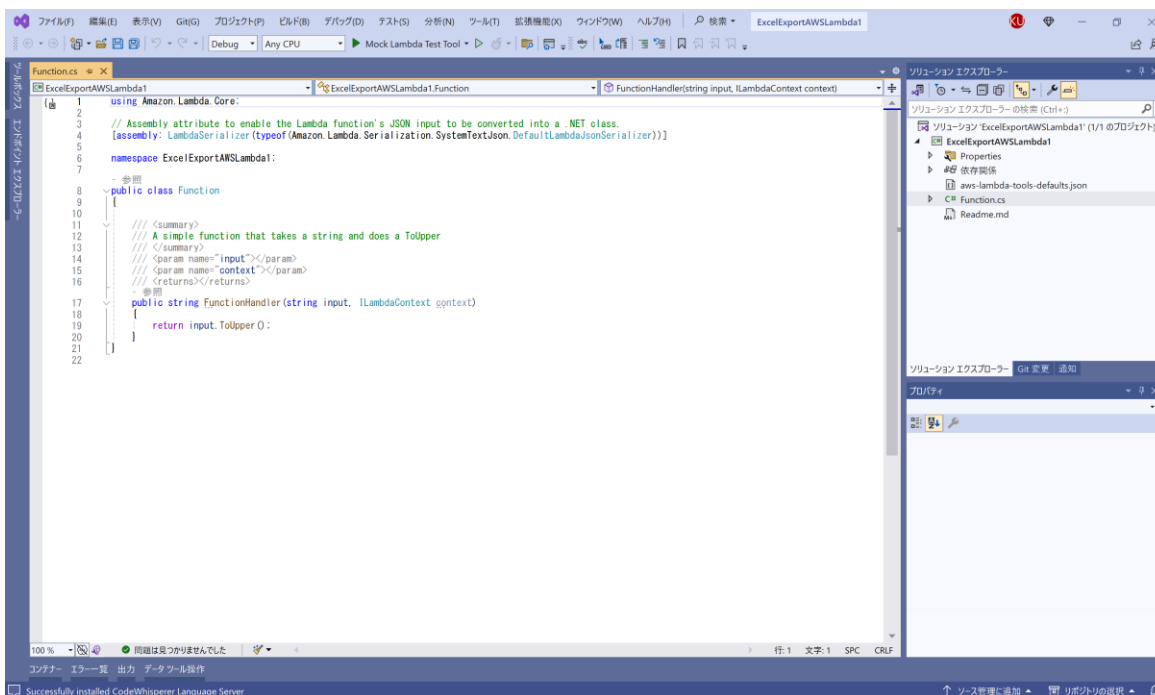 ファイル(F) 編集(E) 表示(V) Git(G) プロジェクト(P) ビルド(B) デバッグ(D) テスト(S) 分析(N) ツール(T) 拡張機能(X) ウィンドウ(W) ヘルプ(H) 検索 ExcelExportAWSLambda1 KU
Debug Any CPU Mock Lambda Test Tool
ツールボックス エンドポイント エクスプローラー
Function.cs
ExcelExportAWSLambda1 ExcelExportAWSLambda1.Function FunctionHandler(string input, ILambdaContext context)
1 using Amazon.Lambda.Core;
2
3 // Assembly attribute to enable the Lambda function's JSON input to be converted into a .NET class.
4 [assembly: LambdaSerializer(typeof(Amazon.Lambda.Serialization.SystemTextJson.DefaultLambdaJsonSerializer))]
5
6 namespace ExcelExportAWSLambda1;
7
- 参照
8 public class Function
9 {
10
11 /// <summary>
12 /// A simple function that takes a string and does a ToUpper
13 /// </summary>
14 /// <param name="input"></param>
15 /// <param name="context"></param>
16 /// <returns></returns>
- 参照
17 public string FunctionHandler(string input, ILambdaContext context)
18 {
19 return input.ToUpper();
20 }
21 }
22
100 % 問題は見つかりませんでした 行: 1 文字: 1 SPC CRLF
コンテナー エラー一覧 出力 データ ツール操作
Successfully installed CodeWhisperer Language Server ソース管理に追加 リポジトリの選択
ソリューション エクスプローラー
ソリューション エクスプローラー の検索 (Ctrl+;)
ソリューション 'ExcelExportAWSLambda1' (1/1 のプロジェクト)
ExcelExportAWSLambda1
Properties
依存関係
aws-lambda-tools-defaults.json
C# Function.cs
Readme.md
ソリューション エクスプローラー Git 変更 通知
プロパティ